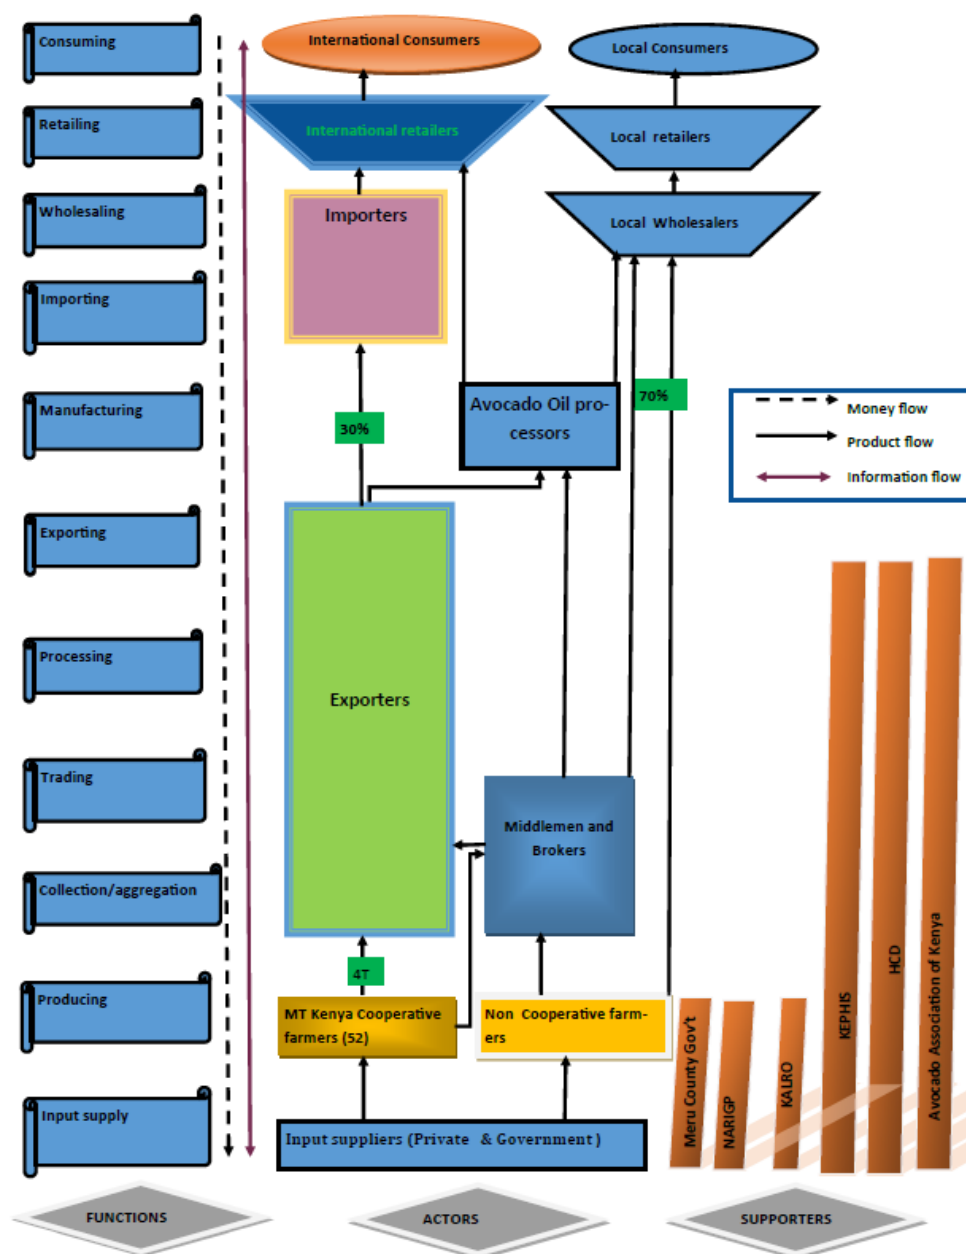 Consuming
International Consumers
Local Consumers
Retailing
International retailers
Local retailers
Wholesaling
Importers
Local Wholesalers
Importing
Manufacturing
30%
Avocado Oil pro-
cessors
70%
Money flow
Product flow
Information flow
Exporting
Processing
Exporters
Trading
Middlemen and
Brokers
Collection/aggregation
4T
Producing
MT Kenya Cooperative
farmers (52)
Non Cooperative farm-
ers
Meru County Gov't
NARIGP
KALRO
KEPHIS
HCD
Avocado Association of Kenya
Input supply
Input suppliers (Private & Government )
FUNCTIONS
ACTORS
SUPPORTERS